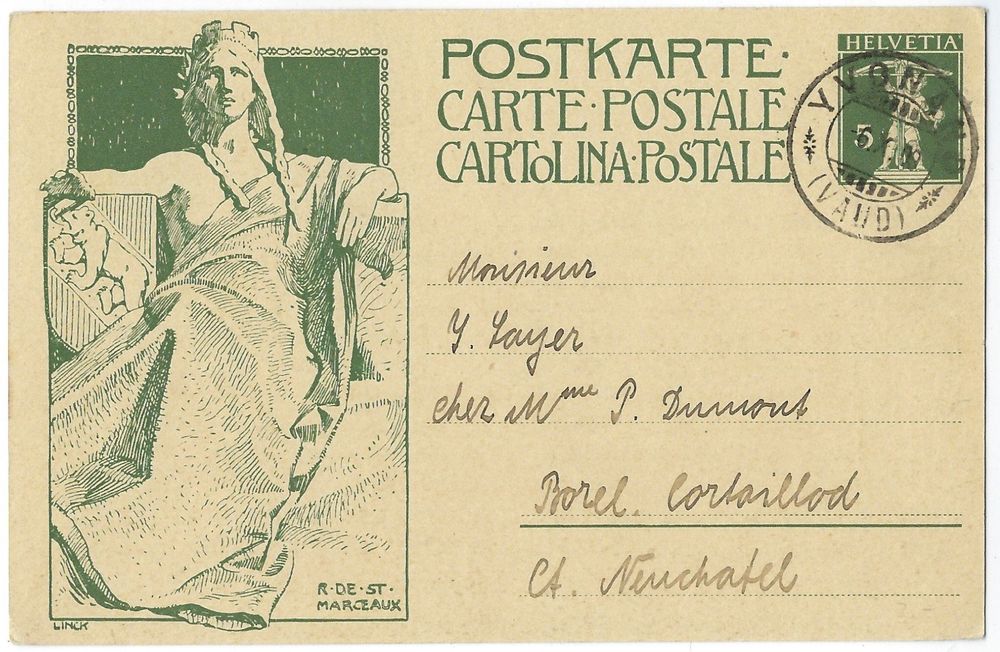 POSTKARTE·
CARTE·POSTALE
CARTOLINA·POSTALE
HELVETIA
5
YVONAND
(VAUD)
Monsieur
Y. Layer
chez Mme P. Dumont
Borel. Cortaillod
Ct. Neuchatel
R·DE·ST·
MARCEAUX
LINCK